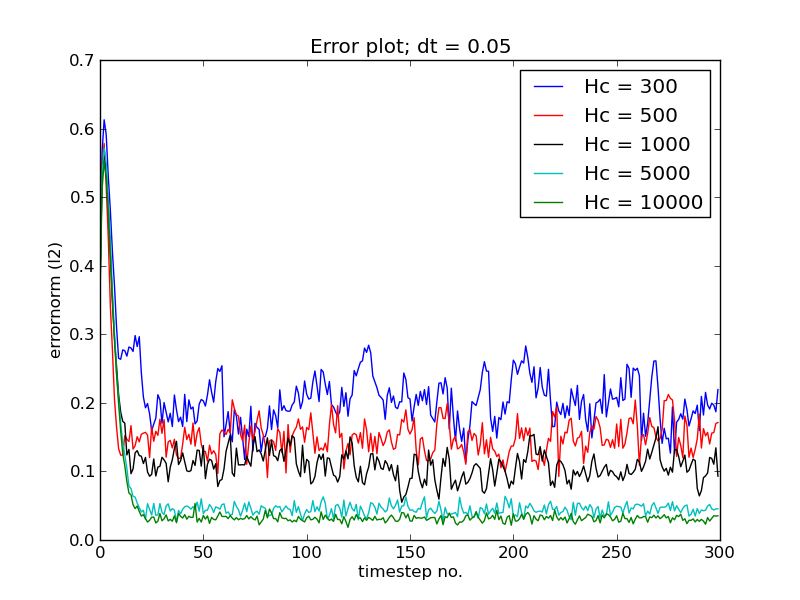 Error plot; dt = 0.05
0.7
0.6
0.5
0.4
0.3
0.2
0.1
0.0
errornorm (l2)
Hc = 300
Hc = 500
Hc = 1000
Hc = 5000
Hc = 10000
0 50 100 150 200 250 300
timestep no.